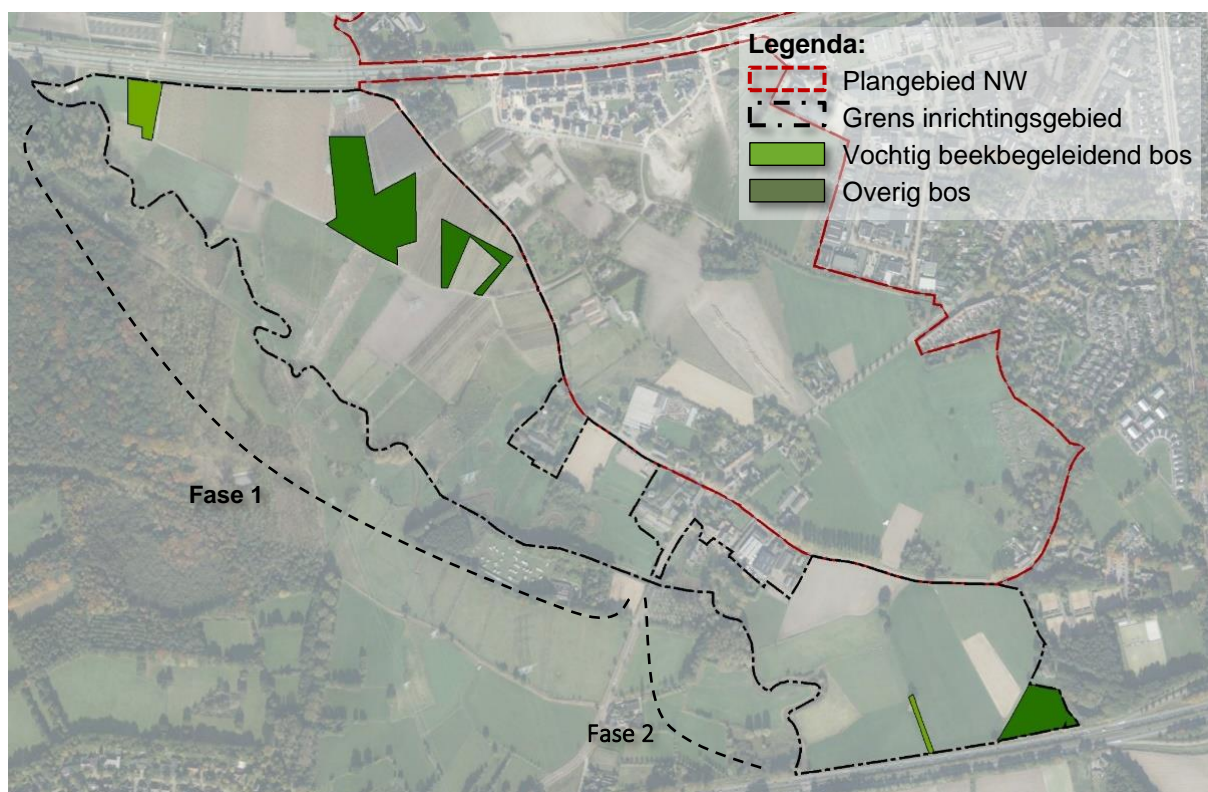 Legenda:
Plangebied NW
Grens inrichtingsgebied
Vochtig beekbegeleidend bos
Overig bos
Fase 1
Fase 2